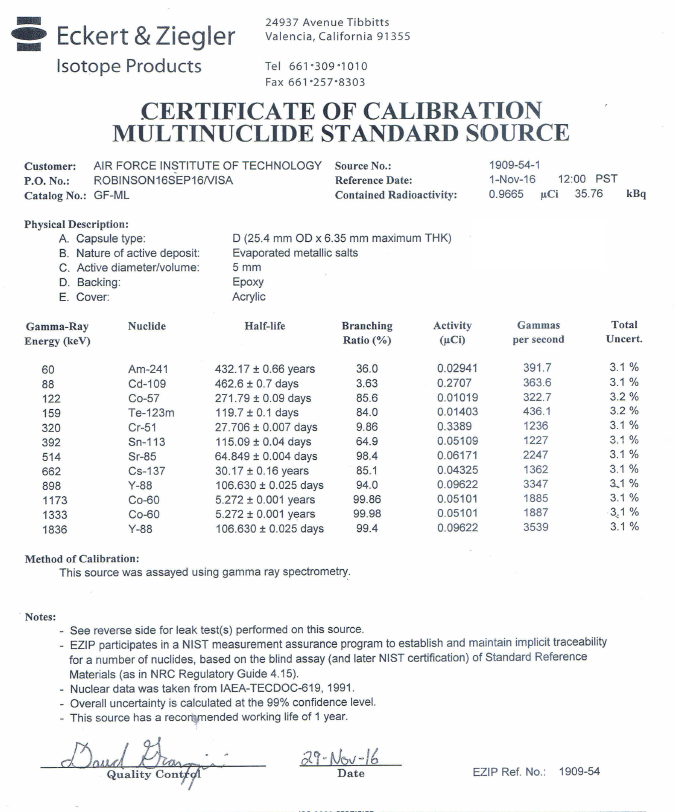 Eckert & Ziegler
Isotope Products
24937 Avenue Tibbitts
Valencia, California 91355
Tel 661•309•1010
Fax 661•257•8303
CERTIFICATE OF CALIBRATION
MULTINUCLIDE STANDARD SOURCE
Customer: AIR FORCE INSTITUTE OF TECHNOLOGY Source No.: 1909-54-1
P.O. No.: ROBINSON16SEP16/VISA Reference Date: 1-Nov-16 12:00 PST
Catalog No.: GF-ML Contained Radioactivity: 0.9665 µCi 35.76 kBq
Physical Description:
A. Capsule type: D (25.4 mm OD x 6.35 mm maximum THK)
B. Nature of active deposit: Evaporated metallic salts
C. Active diameter/volume: 5 mm
D. Backing: Epoxy
E. Cover: Acrylic
Gamma-Ray Nuclide Half-life Branching Activity Gammas Total
Energy (keV) Ratio (%) (µCi) per second Uncert.
60 Am-241 432.17 ± 0.66 years 36.0 0.02941 391.7 3.1 %
88 Cd-109 462.6 ± 0.7 days 3.63 0.2707 363.6 3.1 %
122 Co-57 271.79 ± 0.09 days 85.6 0.01019 322.7 3.2 %
159 Te-123m 119.7 ± 0.1 days 84.0 0.01403 436.1 3.2 %
320 Cr-51 27.706 ± 0.007 days 9.86 0.3389 1236 3.1 %
392 Sn-113 115.09 ± 0.04 days 64.9 0.05109 1227 3.1 %
514 Sr-85 64.849 ± 0.004 days 98.4 0.06171 2247 3.1 %
662 Cs-137 30.17 ± 0.16 years 85.1 0.04325 1362 3.1 %
898 Y-88 106.630 ± 0.025 days 94.0 0.09622 3347 3.1 %
1173 Co-60 5.272 ± 0.001 years 99.86 0.05101 1885 3.1 %
1333 Co-60 5.272 ± 0.001 years 99.98 0.05101 1887 3.1 %
1836 Y-88 106.630 ± 0.025 days 99.4 0.09622 3539 3.1 %
Method of Calibration:
This source was assayed using gamma ray spectrometry.
Notes:
- See reverse side for leak test(s) performed on this source.
- EZIP participates in a NIST measurement assurance program to establish and maintain implicit traceability
for a number of nuclides, based on the blind assay (and later NIST certification) of Standard Reference
Materials (as in NRC Regulatory Guide 4.15).
- Nuclear data was taken from IAEA-TECDOC-619, 1991.
- Overall uncertainty is calculated at the 99% confidence level.
- This source has a recommended working life of 1 year.
29-Nov-16
Quality Control Date EZIP Ref. No.: 1909-54